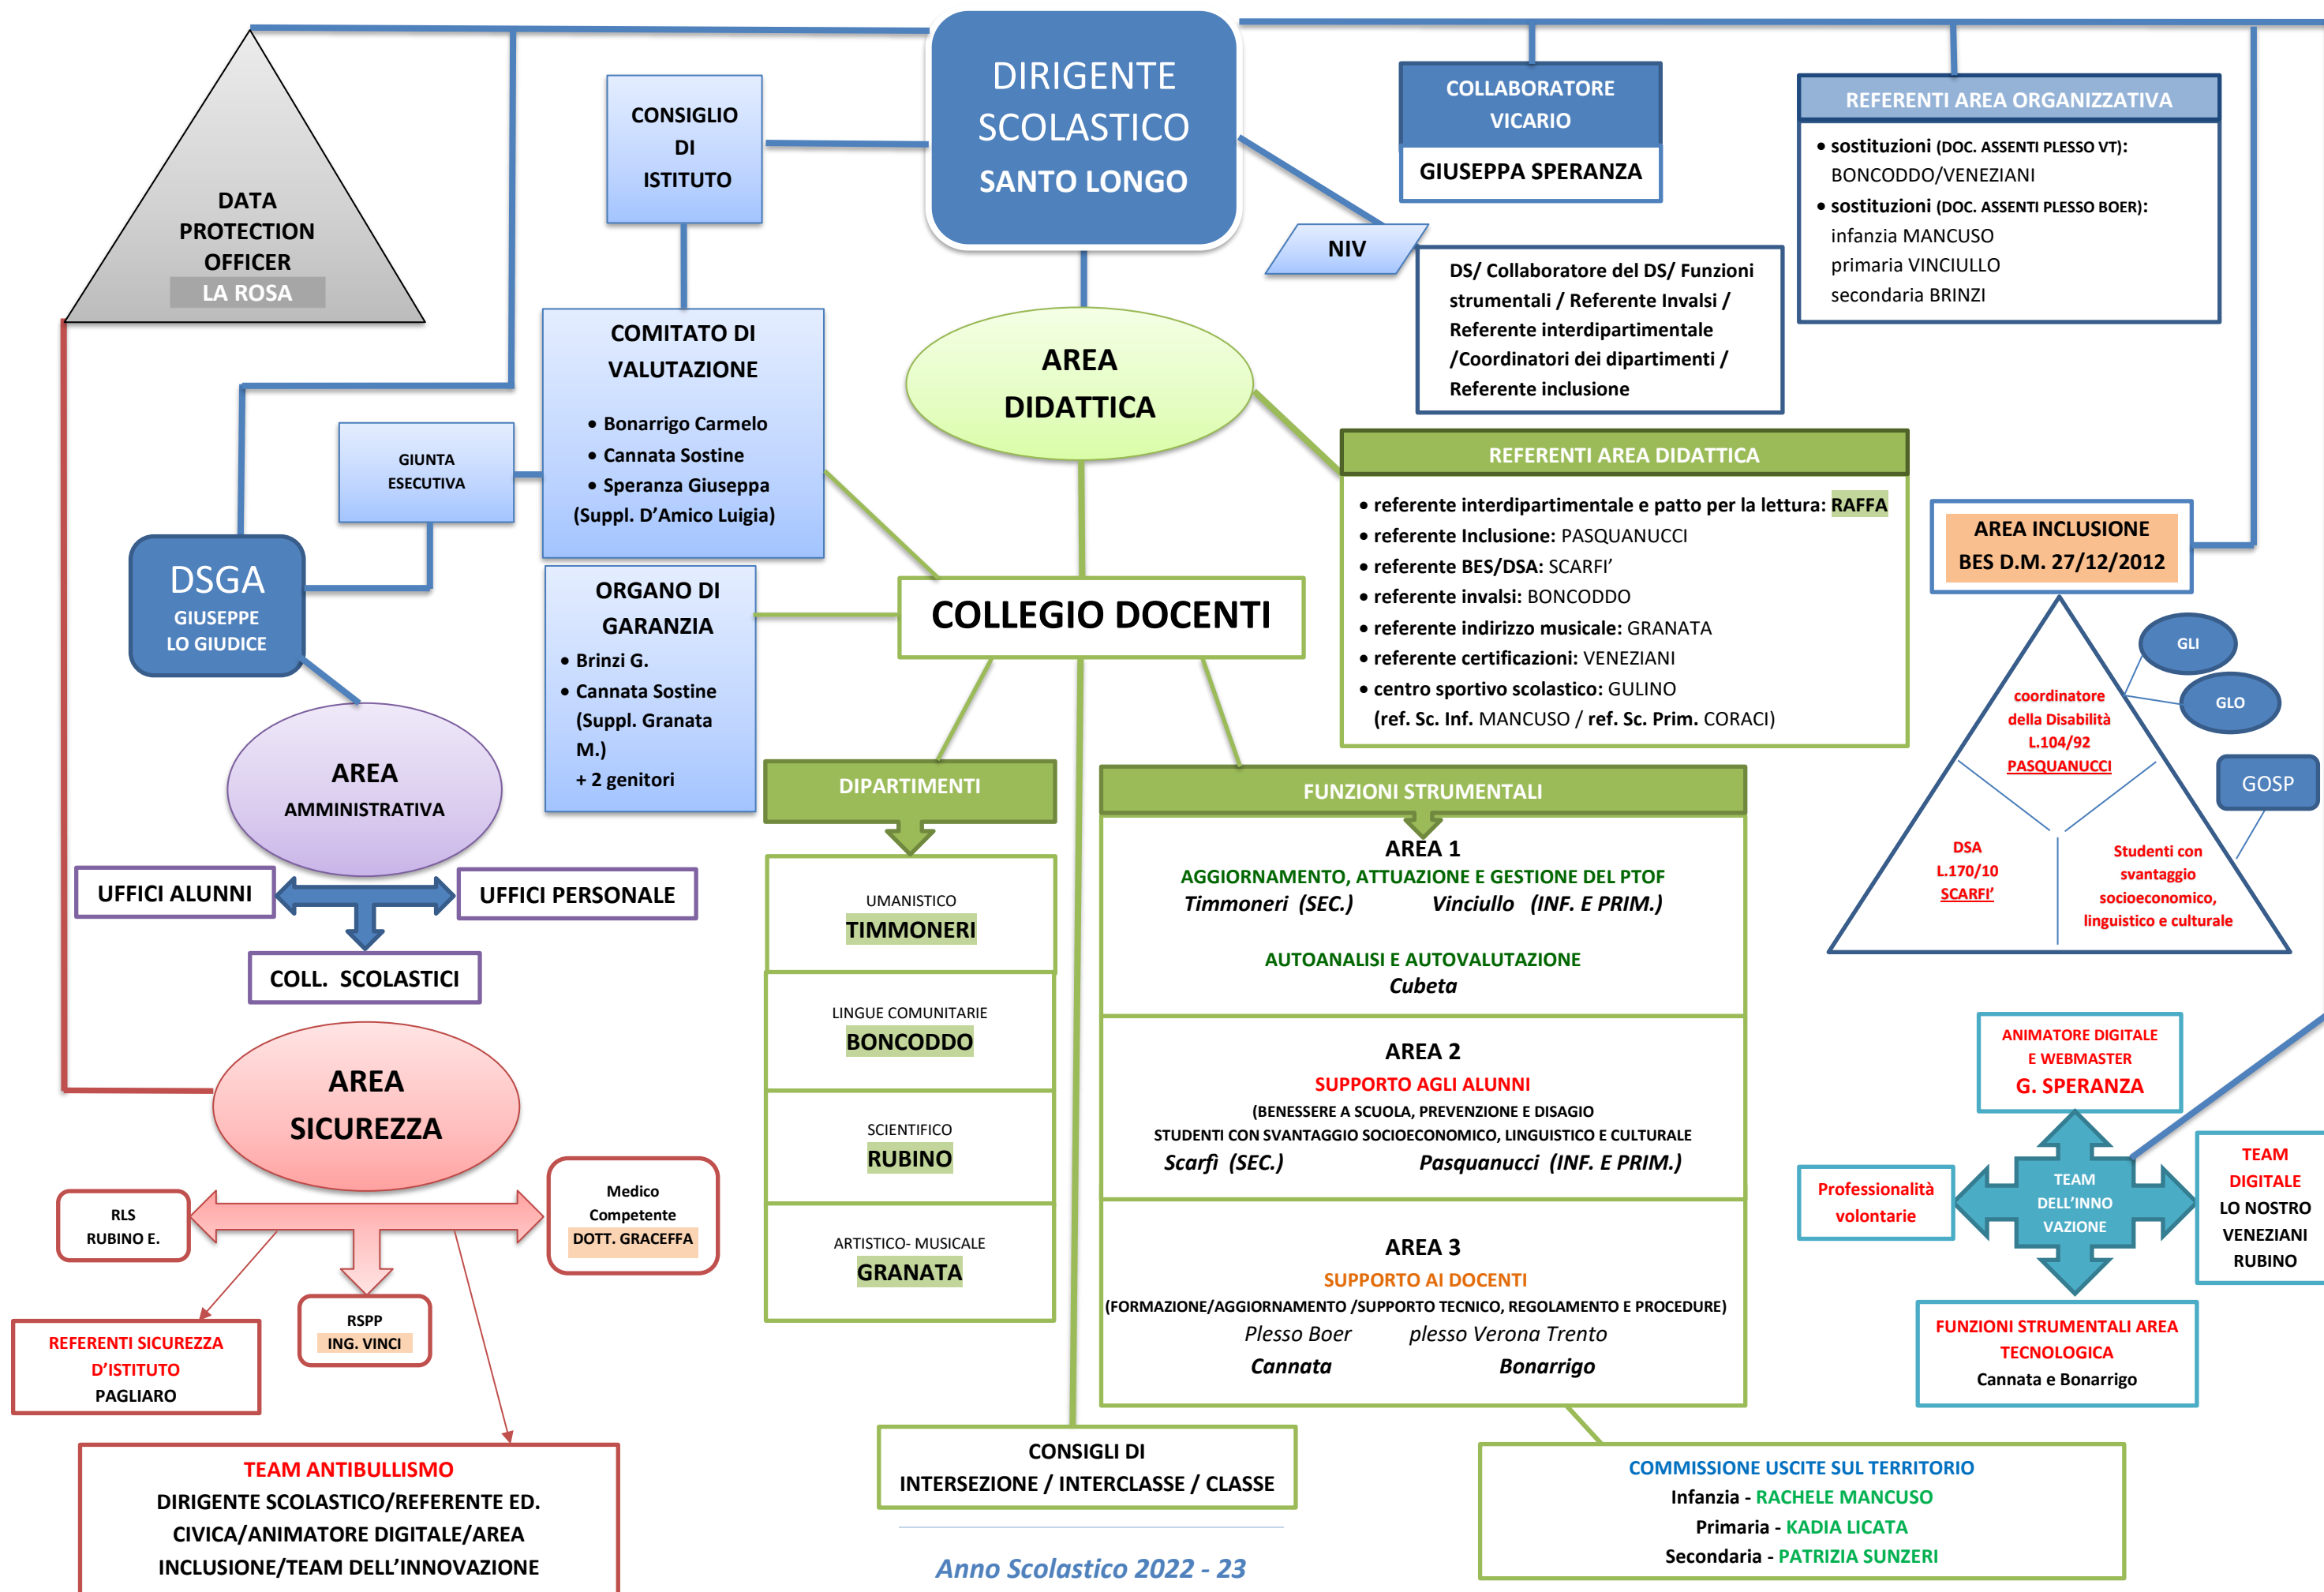 DIRIGENTE
SCOLASTICO
SANTO LONGO
DATA
PROTECTION
OFFICER
LA ROSA
CONSIGLIO
DI
ISTITUTO
COLLABORATORE
VICARIO
GIUSEPPA SPERANZA
REFERENTI AREA ORGANIZZATIVA
• sostituzioni (DOC. ASSENTI PLESSO VT):
BONCODDO/VENEZIANI
• sostituzioni (DOC. ASSENTI PLESSO BOER):
infanzia MANCUSO
primaria VINCIULLO
secondaria BRINZI
NIV
DS/ Collaboratore del DS/ Funzioni
strumentali / Referente Invalsi /
Referente interdipartimentale
/Coordinatori dei dipartimenti /
Referente inclusione
COMITATO DI
VALUTAZIONE
• Bonarrigo Carmelo
• Cannata Sostine
• Speranza Giuseppa
(Suppl. D'Amico Luigia)
AREA
DIDATTICA
GIUNTA
ESECUTIVA
REFERENTI AREA DIDATTICA
• referente interdipartimentale e patto per la lettura: RAFFA
• referente Inclusione: PASQUANUCCI
• referente BES/DSA: SCARFI'
• referente invalsi: BONCODDO
• referente indirizzo musicale: GRANATA
• referente certificazioni: VENEZIANI
• centro sportivo scolastico: GULINO
(ref. Sc. Inf. MANCUSO / ref. Sc. Prim. CORACI)
AREA INCLUSIONE
BES D.M. 27/12/2012
DSGA
GIUSEPPE
LO GIUDICE
ORGANO DI
GARANZIA
• Brinzi G.
• Cannata Sostine
(Suppl. Granata
M.)
+ 2 genitori
COLLEGIO DOCENTI
GLI
GLO
coordinatore
della Disabilità
L.104/92
PASQUANUCCI
GOSP
DSA
L.170/10
SCARFI'
Studenti con
svantaggio
socioeconomico,
linguistico e culturale
AREA
AMMINISTRATIVA
UFFICI ALUNNI
UFFICI PERSONALE
COLL. SCOLASTICI
DIPARTIMENTI
UMANISTICO
TIMMONERI
LINGUE COMUNITARIE
BONCODDO
SCIENTIFICO
RUBINO
ARTISTICO- MUSICALE
GRANATA
FUNZIONI STRUMENTALI
AREA 1
AGGIORNAMENTO, ATTUAZIONE E GESTIONE DEL PTOF
Timmoneri (SEC.) Vinciullo (INF. E PRIM.)
AUTOANALISI E AUTOVALUTAZIONE
Cubeta
AREA 2
SUPPORTO AGLI ALUNNI
(BENESSERE A SCUOLA, PREVENZIONE E DISAGIO
STUDENTI CON SVANTAGGIO SOCIOECONOMICO, LINGUISTICO E CULTURALE
Scarfì (SEC.) Pasquanucci (INF. E PRIM.)
AREA 3
SUPPORTO AI DOCENTI
(FORMAZIONE/AGGIORNAMENTO /SUPPORTO TECNICO, REGOLAMENTO E PROCEDURE)
Plesso Boer plesso Verona Trento
Cannata Bonarrigo
ANIMATORE DIGITALE
E WEBMASTER
G. SPERANZA
Professionalità
volontarie
TEAM
DELL'INNO
VAZIONE
TEAM
DIGITALE
LO NOSTRO
VENEZIANI
RUBINO
FUNZIONI STRUMENTALI AREA
TECNOLOGICA
Cannata e Bonarrigo
AREA
SICUREZZA
RLS
RUBINO E.
Medico
Competente
DOTT. GRACEFFA
RSPP
ING. VINCI
REFERENTI SICUREZZA
D'ISTITUTO
PAGLIARO
TEAM ANTIBULLISMO
DIRIGENTE SCOLASTICO/REFERENTE ED.
CIVICA/ANIMATORE DIGITALE/AREA
INCLUSIONE/TEAM DELL'INNOVAZIONE
CONSIGLI DI
INTERSEZIONE / INTERCLASSE / CLASSE
COMMISSIONE USCITE SUL TERRITORIO
Infanzia - RACHELE MANCUSO
Primaria - KADIA LICATA
Secondaria - PATRIZIA SUNZERI
Anno Scolastico 2022 - 23